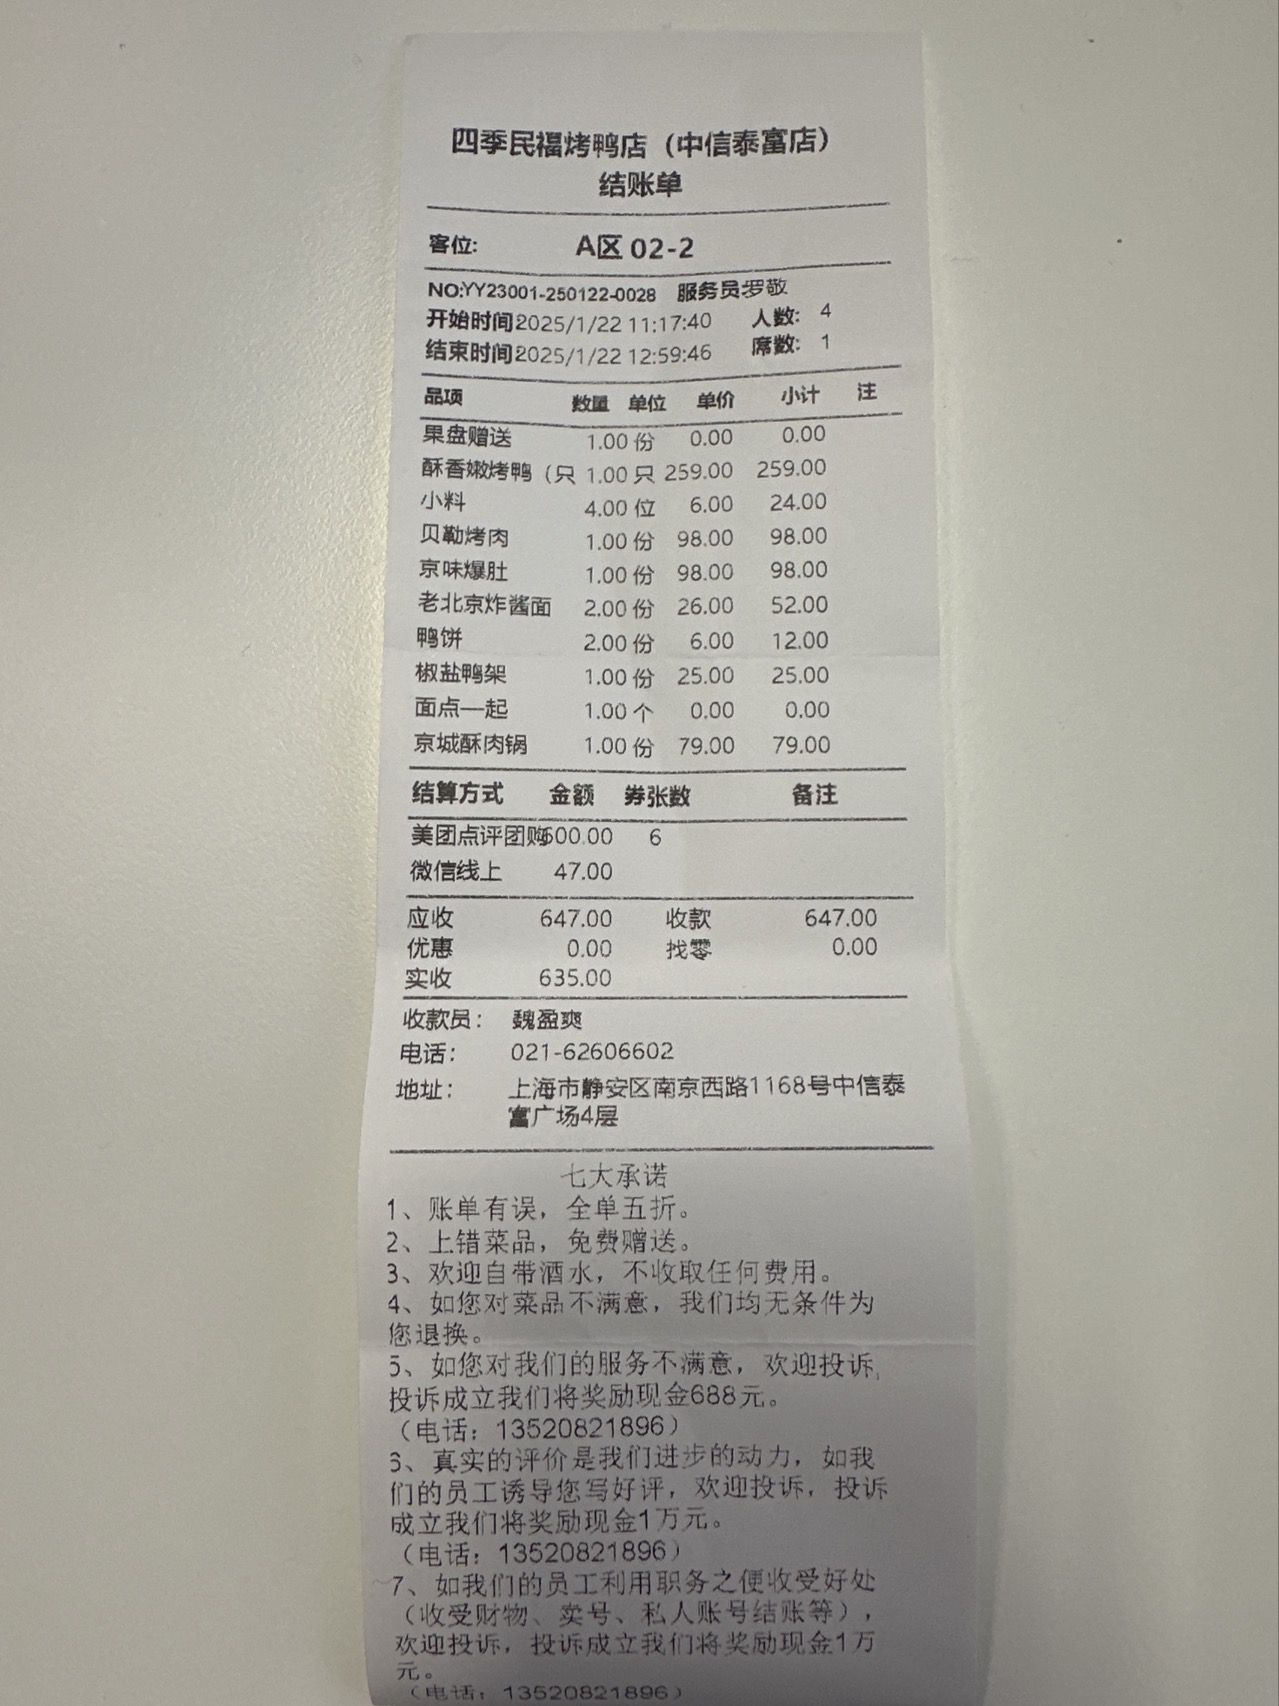 四季民福烤鸭店（中信泰富店）
结账单
客位: A区 02-2
NO:YY23001-250122-0028 服务员:罗敬
开始时间2025/1/22 11:17:40 人数: 4
结束时间2025/1/22 12:59:46 席数: 1
品项 数量 单位 单价 小计 注
果盘赠送 1.00 份 0.00 0.00
酥香嫩烤鸭（只 1.00 只 259.00 259.00
小料 4.00 位 6.00 24.00
贝勒烤肉 1.00 份 98.00 98.00
京味爆肚 1.00 份 98.00 98.00
老北京炸酱面 2.00 份 26.00 52.00
鸭饼 2.00 份 6.00 12.00
椒盐鸭架 1.00 份 25.00 25.00
面点一起 1.00 个 0.00 0.00
京城酥肉锅 1.00 份 79.00 79.00
结算方式 金额 券张数 备注
美团点评团购600.00 6
微信线上 47.00
应收 647.00 收款 647.00
优惠 0.00 找零 0.00
实收 635.00
收款员: 魏盈爽
电话: 021-62606602
地址: 上海市静安区南京西路1168号中信泰
富广场4层
七大承诺
1、账单有误，全单五折。
2、上错菜品，免费赠送。
3、欢迎自带酒水，不收取任何费用。
4、如您对菜品不满意，我们均无条件为
您退换。
5、如您对我们的服务不满意，欢迎投诉,
投诉成立我们将奖励现金688元。
（电话：13520821896）
6、真实的评价是我们进步的动力，如我
们的员工诱导您写好评，欢迎投诉，投诉
成立我们将奖励现金1万元。
（电话：13520821896）
7、如我们的员工利用职务之便收受好处
（收受财物、卖号、私人账号结账等），
欢迎投诉，投诉成立我们将奖励现金1万
元。
（电话：13520821896）